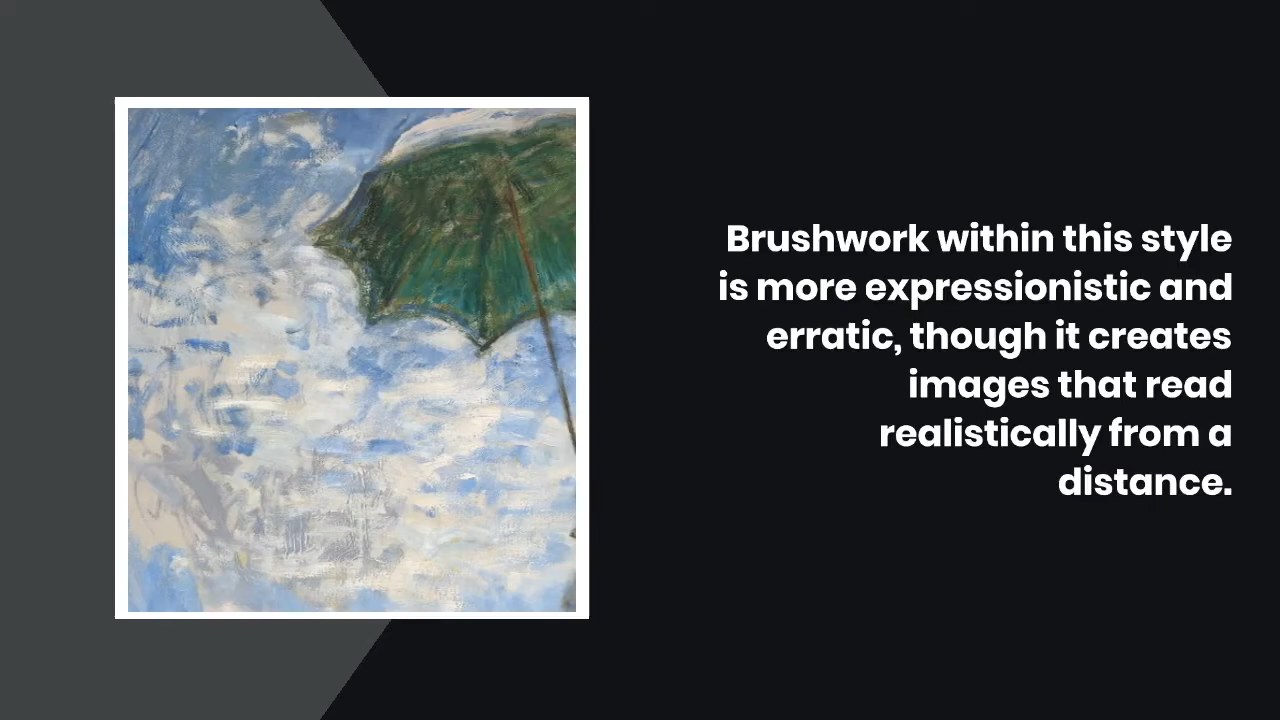 Brushwork within this style
is more expressionistic and
erratic, though it creates
images that read
realistically from a
distance.